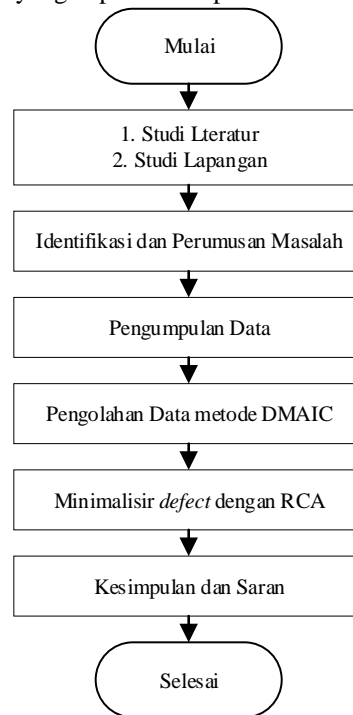 Mulai
1. Studi Lteratur
2. Studi Lapangan
Identifikasi dan Perumusan Masalah
Pengumpulan Data
Pengolahan Data metode DMAIC
Minimalisir defect dengan RCA
Kesimpulan dan Saran
Selesai